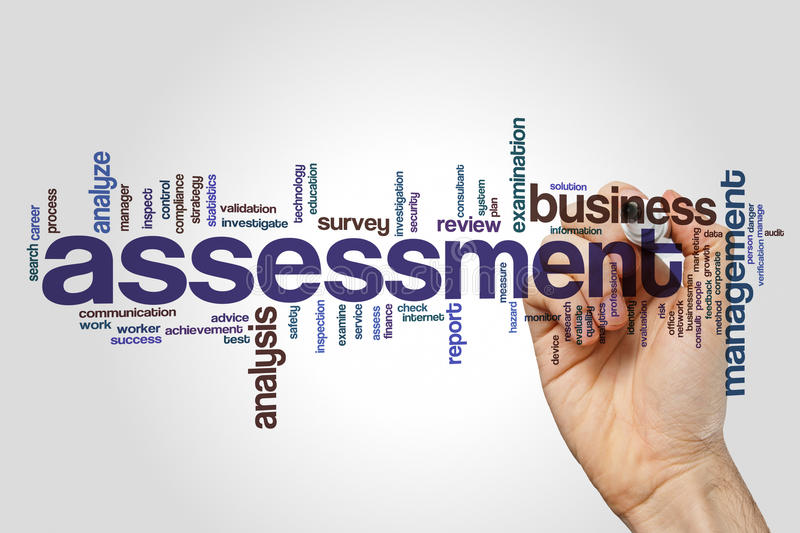 search
career
process
analyze
manager
inspect
control
compliance
strategy
statistics
validation
investigate
technology
education
survey
investigation
security
review
consultant
system
plan
examination
solution
business
information
assessment
marketing
data
management
person
danger
verification
manage
audit
communication
work
worker
success
advice
achievement
test
analysis
safety
inspection
examine
service
assess
finance
check
internet
report
measure
hazard
monitor
device
research
evaluate
quality
analytics
professional
identify
evaluation
risk
office
network
businessman
consult
people
feedback
growth
method
corporate